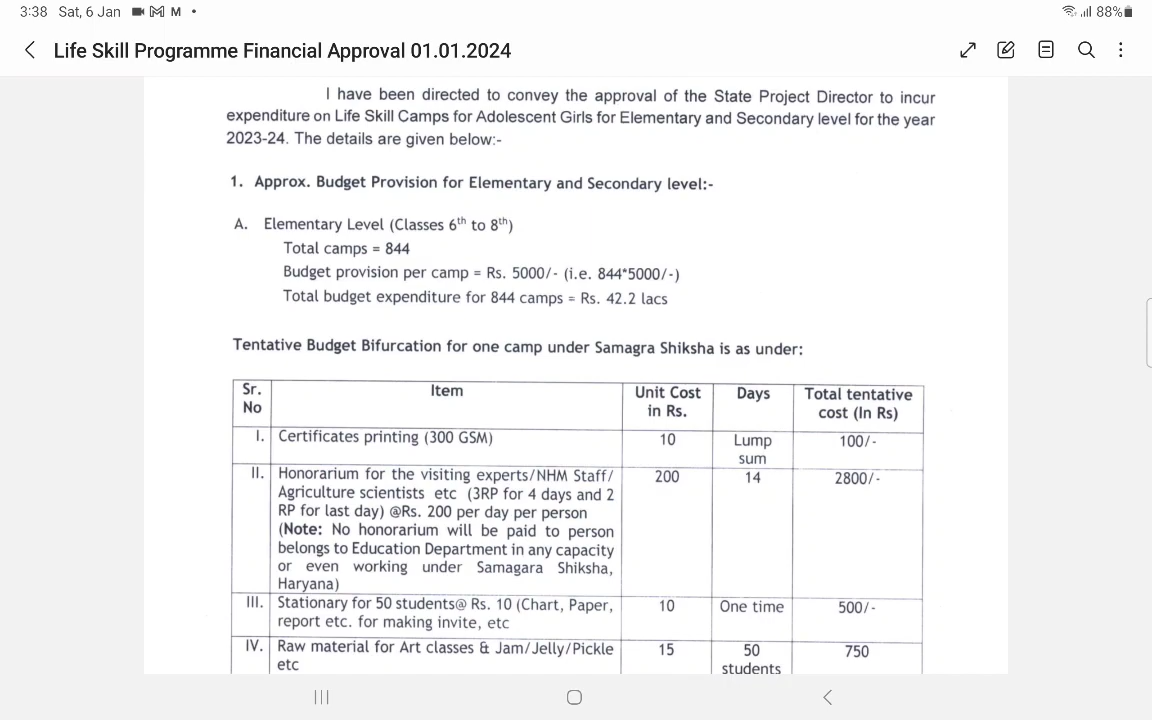 3:38 Sat, 6 Jan M M •
88%
Life Skill Programme Financial Approval 01.01.2024
I have been directed to convey the approval of the State Project Director to incur
expenditure on Life Skill Camps for Adolescent Girls for Elementary and Secondary level for the year
2023-24. The details are given below:-
1. Approx. Budget Provision for Elementary and Secondary level:-
A. Elementary Level (Classes 6th to 8th)
Total camps = 844
Budget provision per camp = Rs. 5000/- (i.e. 844*5000/-)
Total budget expenditure for 844 camps = Rs. 42.2 lacs
Tentative Budget Bifurcation for one camp under Samagra Shiksha is as under:
Sr. Item Unit Cost Days Total tentative
No in Rs. cost (In Rs)
I. Certificates printing (300 GSM) 10 Lump 100/-
sum
II. Honorarium for the visiting experts/NHM Staff/ 200 14 2800/-
Agriculture scientists etc (3RP for 4 days and 2
RP for last day) @Rs. 200 per day per person
(Note: No honorarium will be paid to person
belongs to Education Department in any capacity
or even working under Samagara Shiksha,
Haryana)
III. Stationary for 50 students@ Rs. 10 (Chart, Paper, 10 One time 500/-
report etc. for making invite, etc
IV. Raw material for Art classes & Jam/Jelly/Pickle 15 50 750
etc students